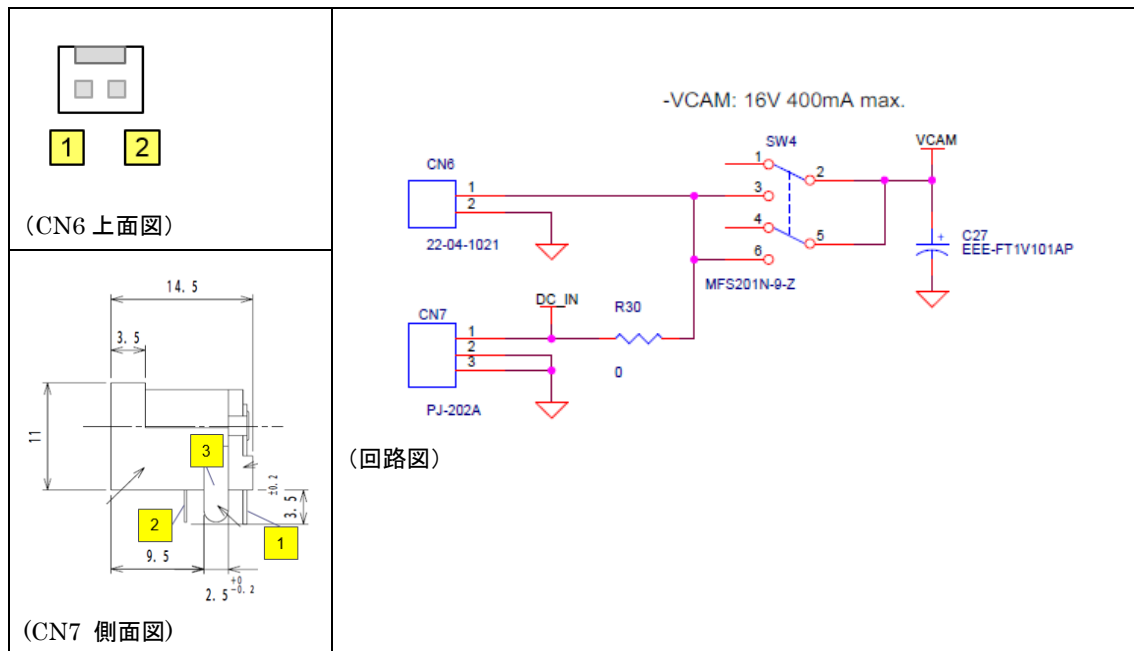 1
2
（CN6 上面図）
14.5
3.5
11
3
±0.2
3.5
2
1
9.5
2.5 +0 -0.2
(CN7 側面図)
-VCAM: 16V 400mA max.
SW4
VCAM
CN6
1
2
22-04-1021
1
2
3
4
5
6
MFS201N-9-Z
C27
+
EEE-FT1V101AP
DC_IN
R30
0
CN7
1
2
3
PJ-202A
（回路図）